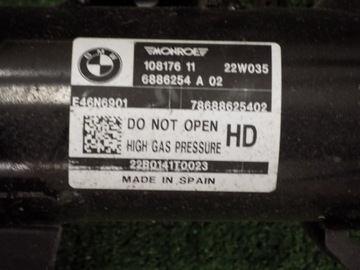 BMW
MONROE
108176 11 22W035
6886254 A 02
E46N6901 78688625402
DO NOT OPEN HD
HIGH GAS PRESSURE
22R0141T0023
MADE IN SPAIN